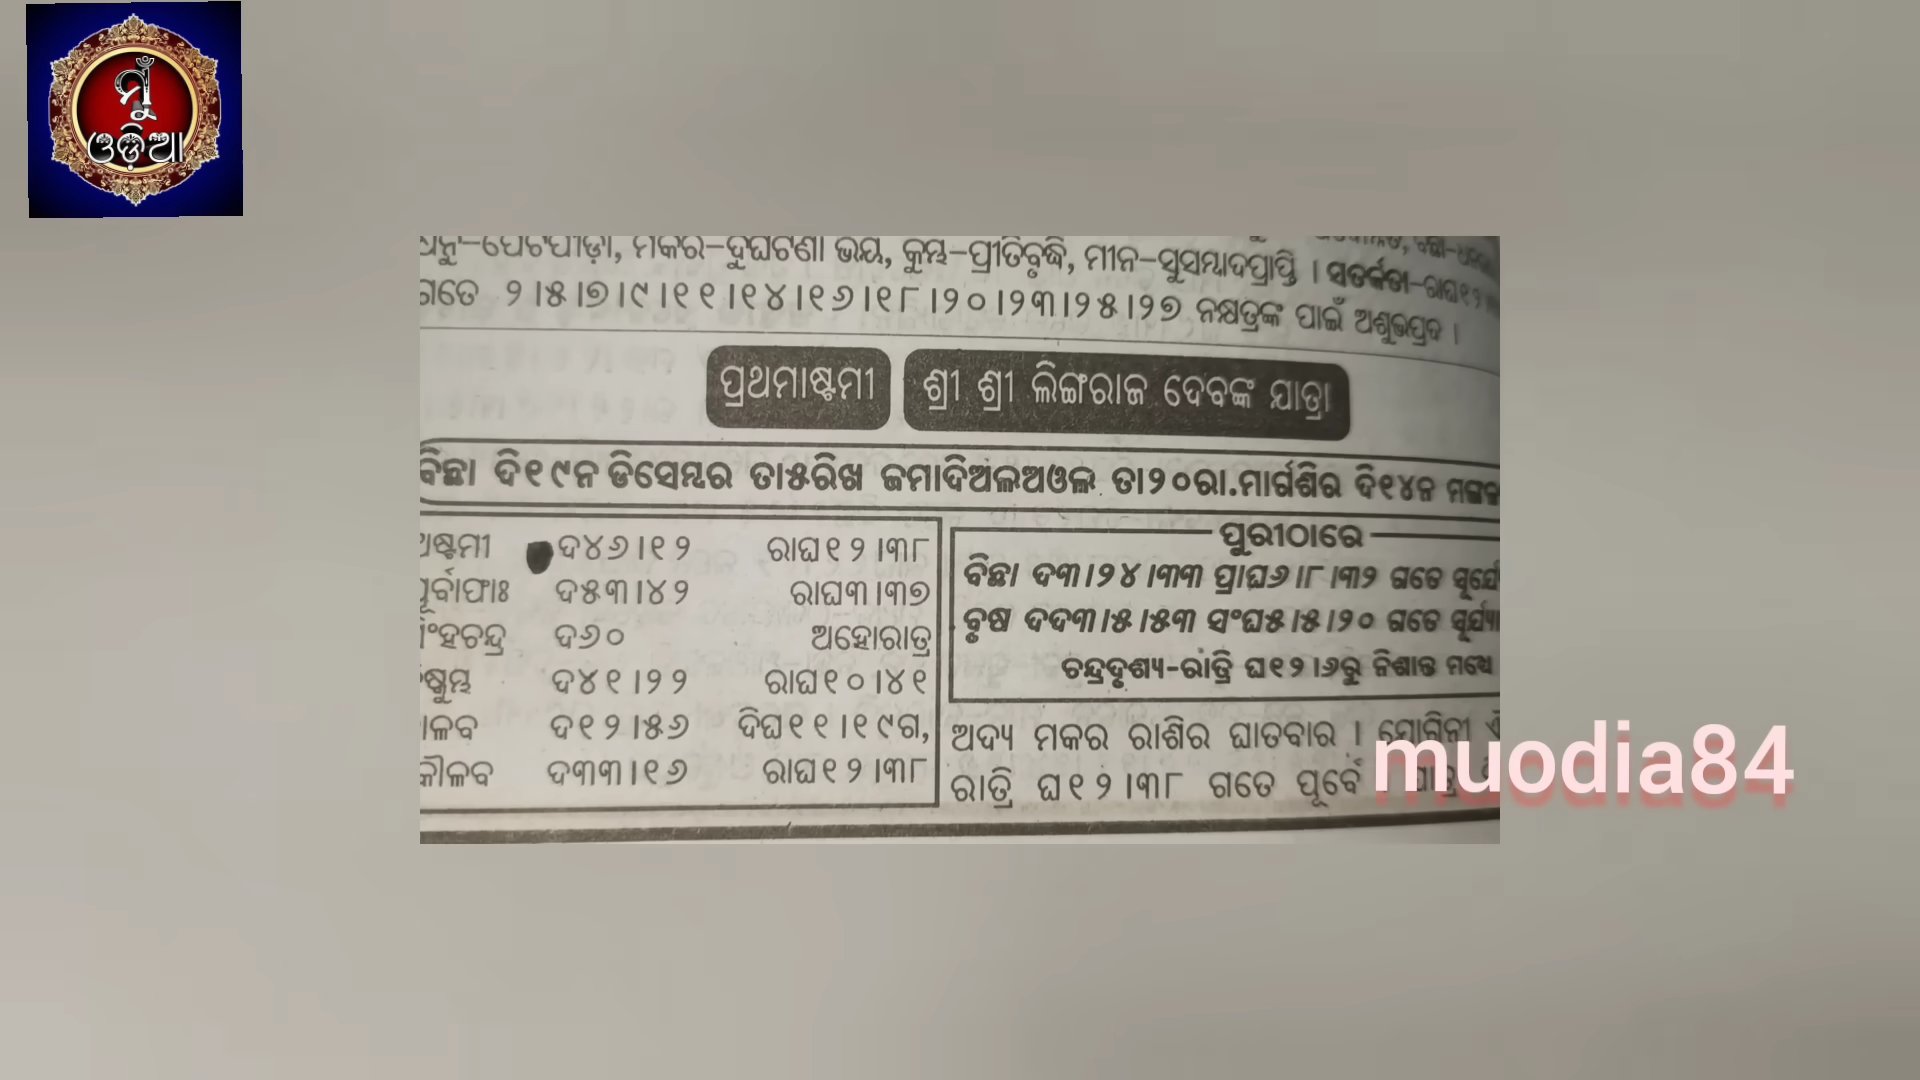 ମୁଁ
ଓଡ଼ିଆ
ଧନୁ-ପେଟପୀଡ଼ା, ମକର-ଦୁର୍ଘଟଣା ଭୟ, କୁମ୍ଭ-ପ୍ରୀତିବୃଦ୍ଧି, ମୀନ-ସୁସମ୍ବାଦପ୍ରାପ୍ତି । ସତର୍କତା-ରାଘ୧୨
ଗତେ ୨।୫।୭।୯।୧୧।୧୪।୧୬।୧୮।୨୦।୨୩।୨୫।୨୭ ନକ୍ଷତ୍ରଙ୍କ ପାଇଁ ଅଶୁଭପ୍ରଦ ।
ପ୍ରଥମାଷ୍ଟମୀ ଶ୍ରୀ ଶ୍ରୀ ଲିଙ୍ଗରାଜ ଦେବଙ୍କ ଯାତ୍ରା
ବିଛା ଦି୧୯ନ ଡିସେମ୍ବର ତା୫ରିଖ ଜମାଦିଅଲଅଓଲ ତା୨୦ରା.ମାର୍ଗଶିର ଦି୧୪ନ
ଅଷ୍ଟମୀ ଦ୪୬।୧୨ ରାଘ୧୨।୩୮
ପୂର୍ବାଫାଃ ଦ୫୩।୪୨ ରାଘ୩।୩୭
ସିଂହଚନ୍ଦ୍ର ଦ୬୦ ଅହୋରାତ୍ର
ଦ୪୧।୨୨ ରାଘ୧୦।୪୧
ଦ୧୨।୫୬ ଦିଘ୧୧।୧୯ଗ,
କୌଳବ ଦ୩୩।୧୬ ରାଘ୧୨।୩୮
ପୁରୀଠାରେ
ବିଛା ଦ୩।୨୪।୩୩ ପ୍ରାଘ୬।୮।୩୨ ଗତେ
ବୃଷ ଦଦ୩।୫।୫୩ ସଂଘ୫।୫।୨୦ ଗତେ
ଚନ୍ଦ୍ରଦୃଶ୍ୟ-ରାତ୍ରି ଘ୧୨।୬ରୁ ନିଶାନ୍ତ ମଧ୍ୟେ
ଅଦ୍ୟ ମକର ରାଶିର ଘାତବାର । ଯୋଗିନୀ
ରାତ୍ରି ଘ୧୨।୩୮ ଗତେ ପୂର୍ବେ ।
muodia84